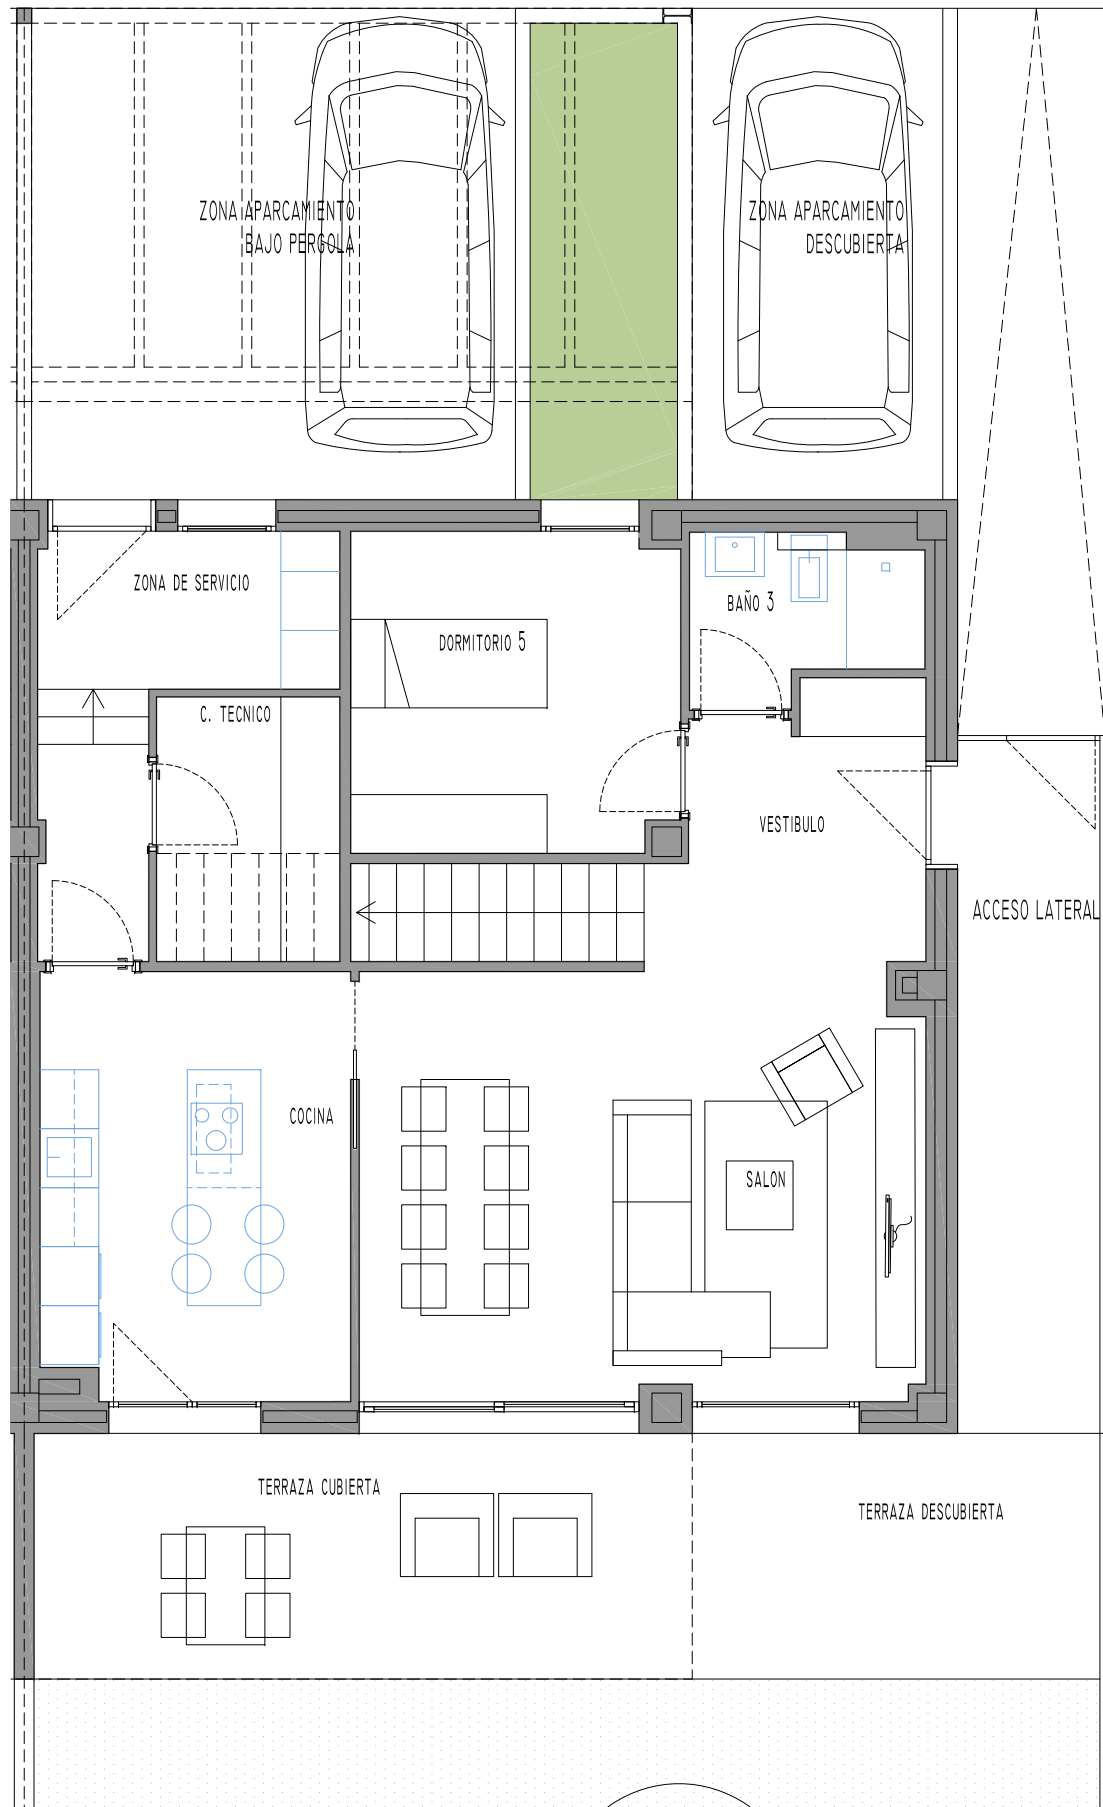 ZONA APARCAMIENTO
BAJO PERGOLA
ZONA APARCAMIENTO
DESCUBIERTA
ZONA DE SERVICIO
BAÑO 3
DORMITORIO 5
C. TECNICO
VESTIBULO
ACCESO LATERAL
COCINA
SALON
TERRAZA CUBIERTA
TERRAZA DESCUBIERTA